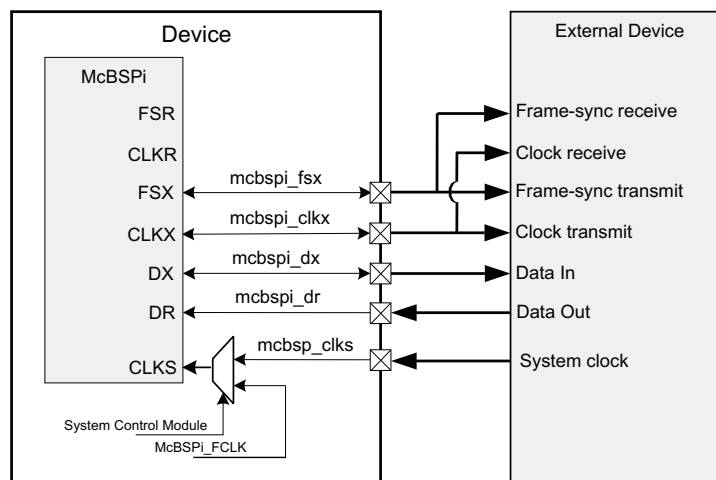 Device
External Device
McBSPi
FSR
Frame-sync receive
CLKR
Clock receive
FSX
mcbspi_fsx
Frame-sync transmit
CLKX
mcbspi_clkx
Clock transmit
DX
mcbspi_dx
Data In
DR
mcbspi_dr
Data Out
CLKS
mcbsp_clks
System clock
System Control Module
McBSPi_FCLK